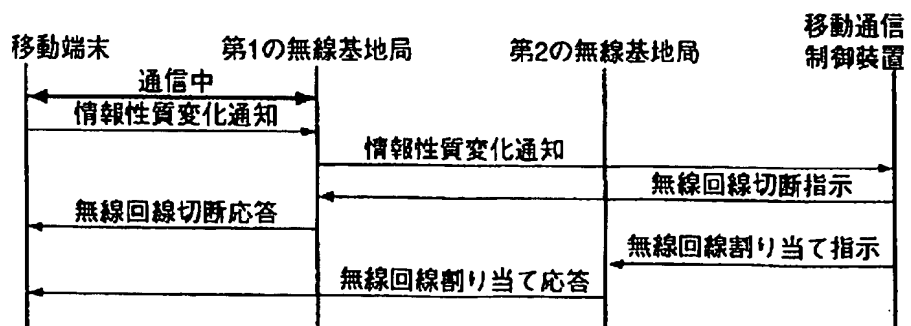 移動端末
第1の無線基地局
第2の無線基地局
移動通信
制御装置
通信中
情報性質変化通知
情報性質変化通知
無線回線切断指示
無線回線切断応答
無線回線割り当て指示
無線回線割り当て応答